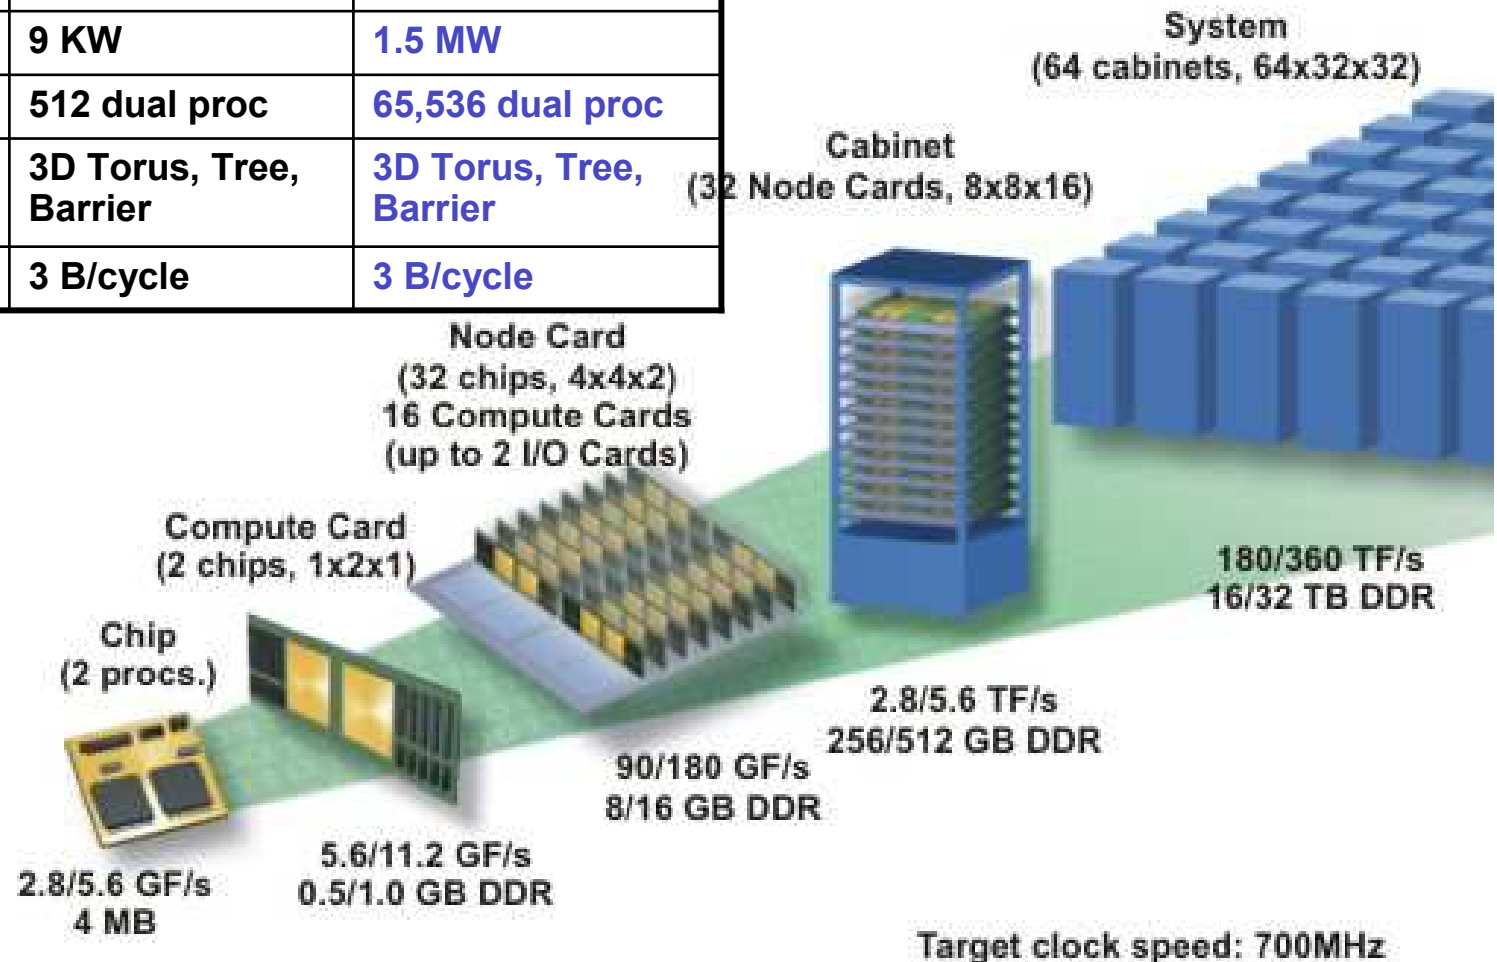 9 KW
1.5 MW
512 dual proc
65,536 dual proc
3D Torus, Tree,
Barrier
3D Torus, Tree,
Barrier
3 B/cycle
3 B/cycle
System
(64 cabinets, 64x32x32)
Cabinet
(32 Node Cards, 8x8x16)
Node Card
(32 chips, 4x4x2)
16 Compute Cards
(up to 2 I/O Cards)
Compute Card
(2 chips, 1x2x1)
Chip
(2 procs.)
180/360 TF/s
16/32 TB DDR
2.8/5.6 TF/s
256/512 GB DDR
90/180 GF/s
8/16 GB DDR
5.6/11.2 GF/s
0.5/1.0 GB DDR
2.8/5.6 GF/s
4 MB
Target clock speed: 700MHz